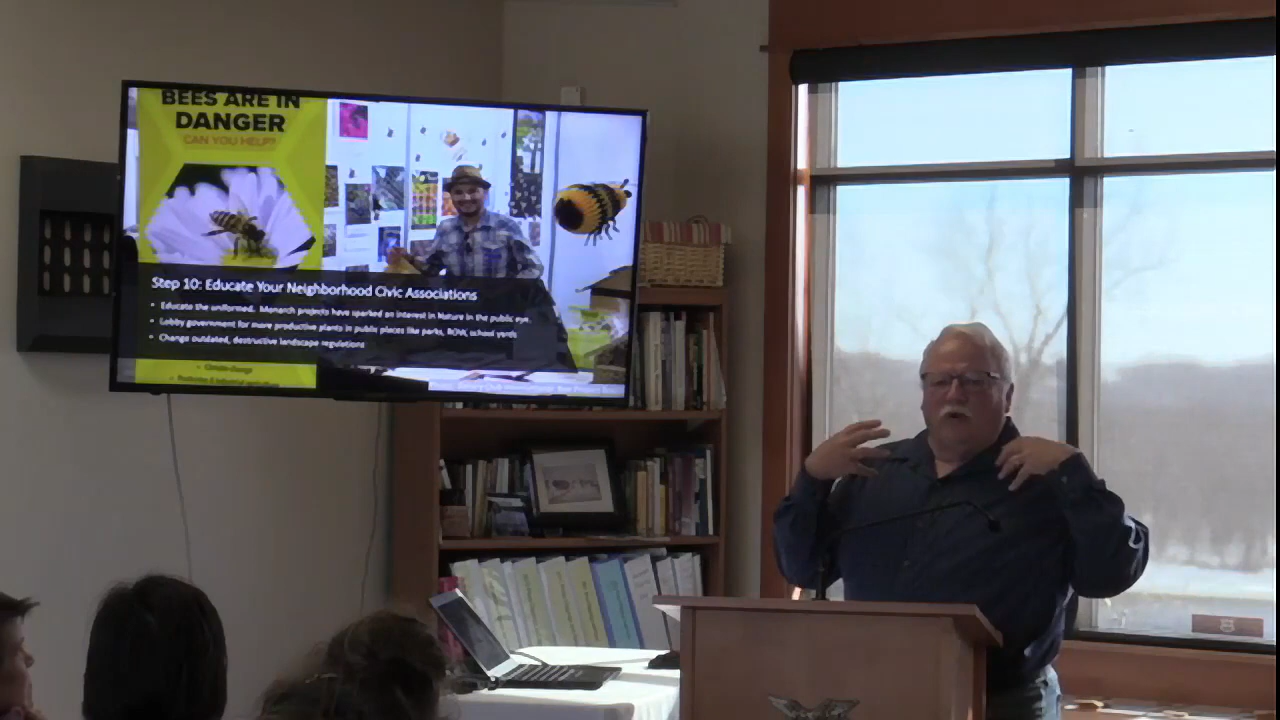 BEES ARE IN
DANGER
CAN YOU HELP?
Step 10: Educate Your Neighborhood Civic Associations
• Educate the uniformed. Monarch projects have sparked an interest in Nature in the public eye.
• Lobby government for more productive plants in public places like parks, ROW, school yards
• Change outdated, destructive landscape regulations
• Climate change